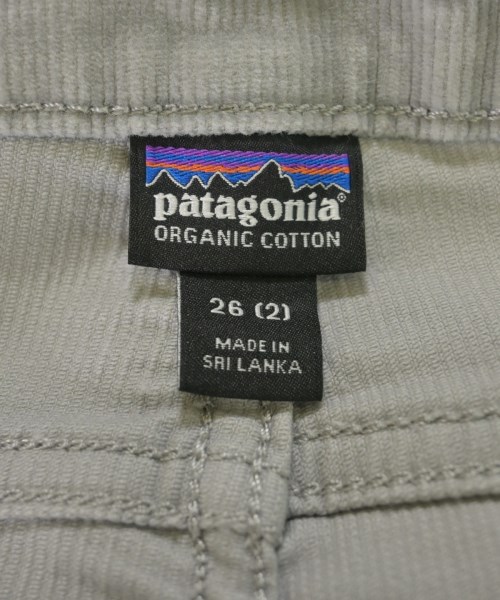 patagonia®
ORGANIC COTTON
26 (2)
MADE IN
SRI LANKA